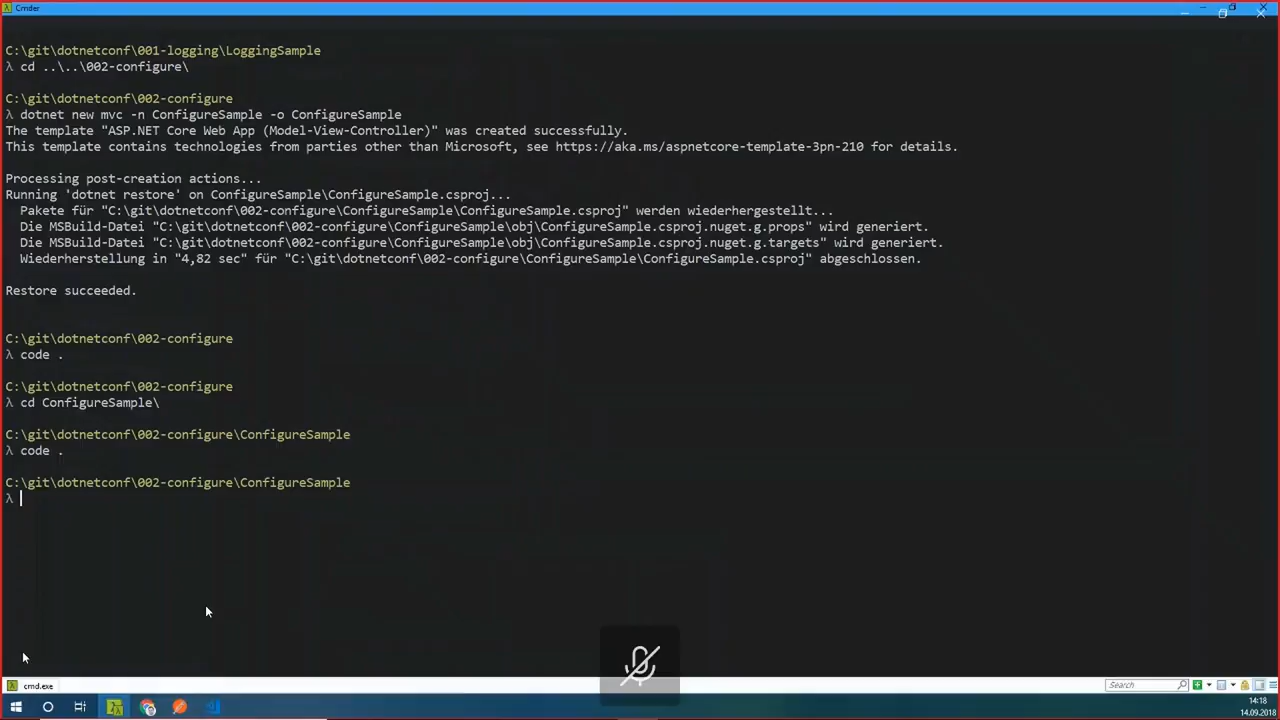 Cmder
C:\git\dotnetconf\001-logging\LoggingSample
λ cd ..\..\002-configure\
C:\git\dotnetconf\002-configure
λ dotnet new mvc -n ConfigureSample -o ConfigureSample
The template "ASP.NET Core Web App (Model-View-Controller)" was created successfully.
This template contains technologies from parties other than Microsoft, see https://aka.ms/aspnetcore-template-3pn-210 for details.
Processing post-creation actions...
Running 'dotnet restore' on ConfigureSample\ConfigureSample.csproj...
Pakete für "C:\git\dotnetconf\002-configure\ConfigureSample\ConfigureSample.csproj" werden wiederhergestellt...
Die MSBuild-Datei "C:\git\dotnetconf\002-configure\ConfigureSample\obj\ConfigureSample.csproj.nuget.g.props" wird generiert.
Die MSBuild-Datei "C:\git\dotnetconf\002-configure\ConfigureSample\obj\ConfigureSample.csproj.nuget.g.targets" wird generiert.
Wiederherstellung in "4,82 sec" für "C:\git\dotnetconf\002-configure\ConfigureSample\ConfigureSample.csproj" abgeschlossen.
Restore succeeded.
C:\git\dotnetconf\002-configure
λ code .
C:\git\dotnetconf\002-configure
λ cd ConfigureSample\
C:\git\dotnetconf\002-configure\ConfigureSample
λ code .
C:\git\dotnetconf\002-configure\ConfigureSample
λ
cmd.exe
Search
14:18
14.09.2018